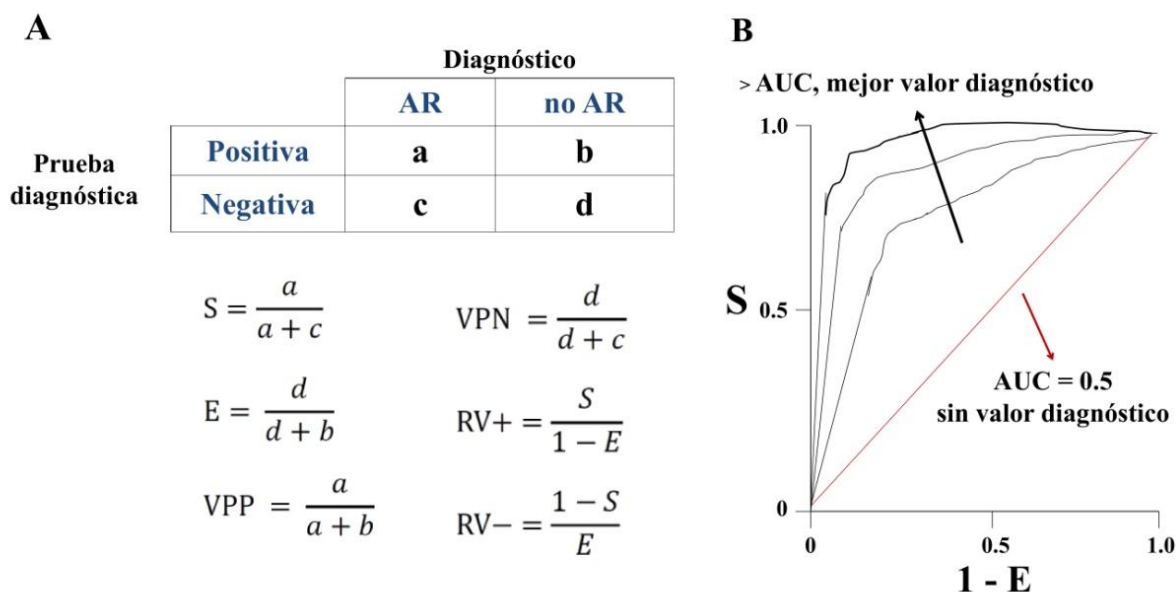 A
Diagnóstico
AR no AR
Prueba diagnóstica
Positiva a b
Negativa c d
S = a / (a + c)
VPN = d / (d + c)
E = d / (d + b)
RV+ = S / (1 − E)
VPP = a / (a + b)
RV− = (1 − S) / E
B
> AUC, mejor valor diagnóstico
1.0
S 0.5
AUC = 0.5
sin valor diagnóstico
0
0 0.5 1.0
1 - E